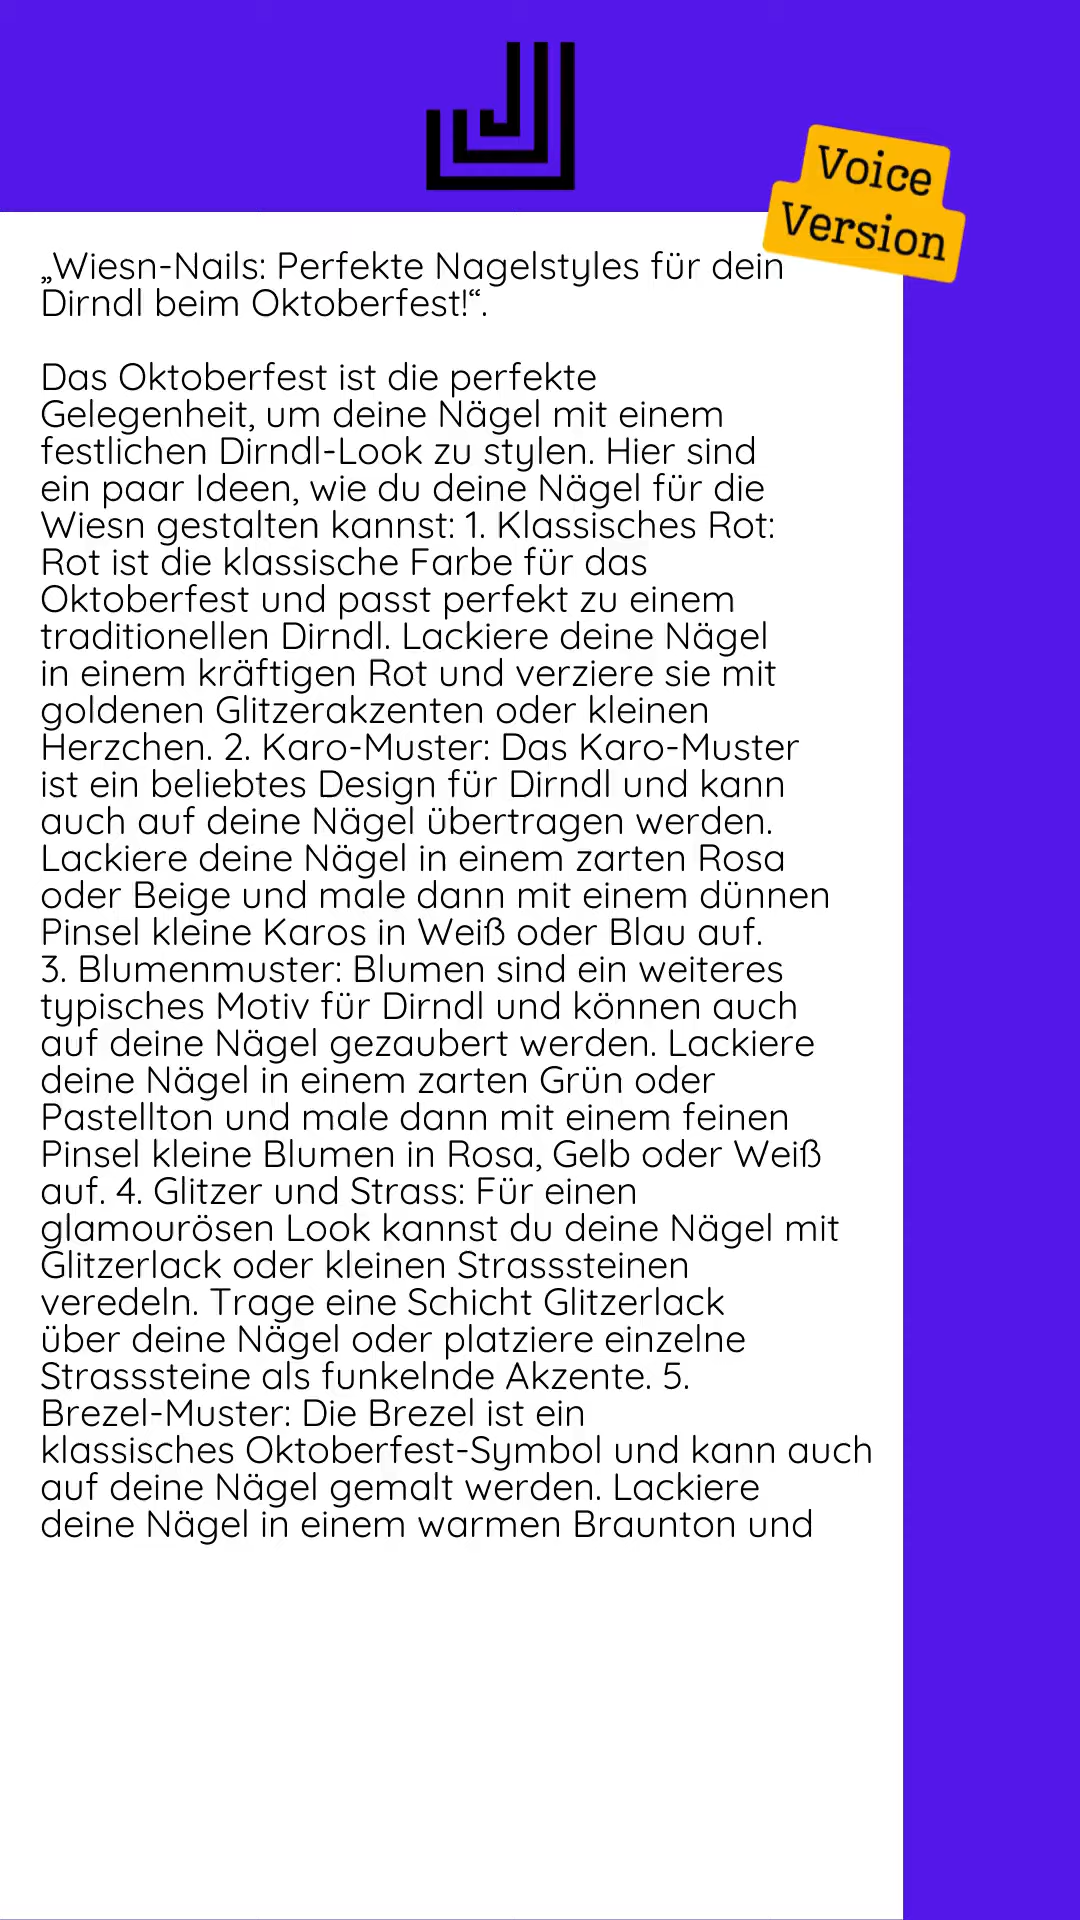 Voice
Version
„Wiesn-Nails: Perfekte Nagelstyles für dein
Dirndl beim Oktoberfest!“.
Das Oktoberfest ist die perfekte
Gelegenheit, um deine Nägel mit einem
festlichen Dirndl-Look zu stylen. Hier sind
ein paar Ideen, wie du deine Nägel für die
Wiesn gestalten kannst: 1. Klassisches Rot:
Rot ist die klassische Farbe für das
Oktoberfest und passt perfekt zu einem
traditionellen Dirndl. Lackiere deine Nägel
in einem kräftigen Rot und verziere sie mit
goldenen Glitzerakzenten oder kleinen
Herzchen. 2. Karo-Muster: Das Karo-Muster
ist ein beliebtes Design für Dirndl und kann
auch auf deine Nägel übertragen werden.
Lackiere deine Nägel in einem zarten Rosa
oder Beige und male dann mit einem dünnen
Pinsel kleine Karos in Weiß oder Blau auf.
3. Blumenmuster: Blumen sind ein weiteres
typisches Motiv für Dirndl und können auch
auf deine Nägel gezaubert werden. Lackiere
deine Nägel in einem zarten Grün oder
Pastellton und male dann mit einem feinen
Pinsel kleine Blumen in Rosa, Gelb oder Weiß
auf. 4. Glitzer und Strass: Für einen
glamourösen Look kannst du deine Nägel mit
Glitzerlack oder kleinen Strasssteinen
veredeln. Trage eine Schicht Glitzerlack
über deine Nägel oder platziere einzelne
Strasssteine als funkelnde Akzente. 5.
Brezel-Muster: Die Brezel ist ein
klassisches Oktoberfest-Symbol und kann auch
auf deine Nägel gemalt werden. Lackiere
deine Nägel in einem warmen Braunton und